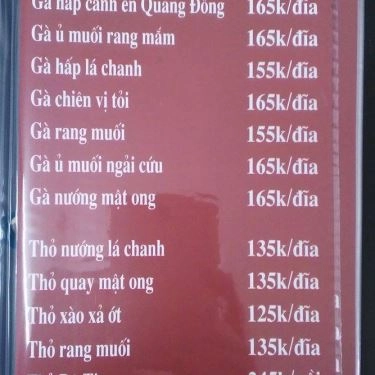 Gà hấp cánh én Quảng Đông 165k/đĩa
Gà ủ muối rang mắm 165k/đĩa
Gà hấp lá chanh 155k/đĩa
Gà chiên vị tỏi 165k/đĩa
Gà rang muối 155k/đĩa
Gà ủ muối ngải cứu 165k/đĩa
Gà nướng mật ong 165k/đĩa
Thỏ nướng lá chanh 135k/đĩa
Thỏ quay mật ong 135k/đĩa
Thỏ xào xả ớt 125k/đĩa
Thỏ rang muối 135k/đĩa